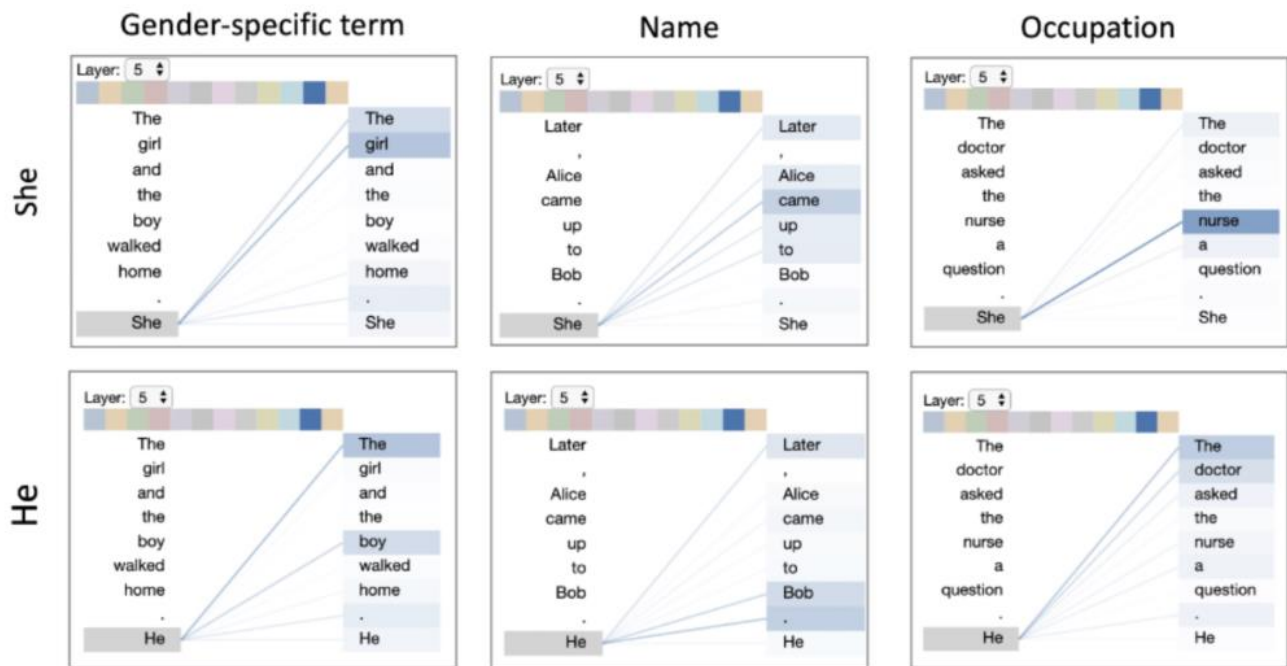 Gender-specific term
Name
Occupation
She
Layer: 5
The The
girl girl
and and
the the
boy boy
walked walked
home home
. .
She She
Layer: 5
Later Later
, ,
Alice Alice
came came
up up
to to
Bob Bob
. .
She She
Layer: 5
The The
doctor doctor
asked asked
the the
nurse nurse
a a
question question
. .
She She
He
Layer: 5
The The
girl girl
and and
the the
boy boy
walked walked
home home
. .
He He
Layer: 5
Later Later
, ,
Alice Alice
came came
up up
to to
Bob Bob
. .
He He
Layer: 5
The The
doctor doctor
asked asked
the the
nurse nurse
a a
question question
. .
He He